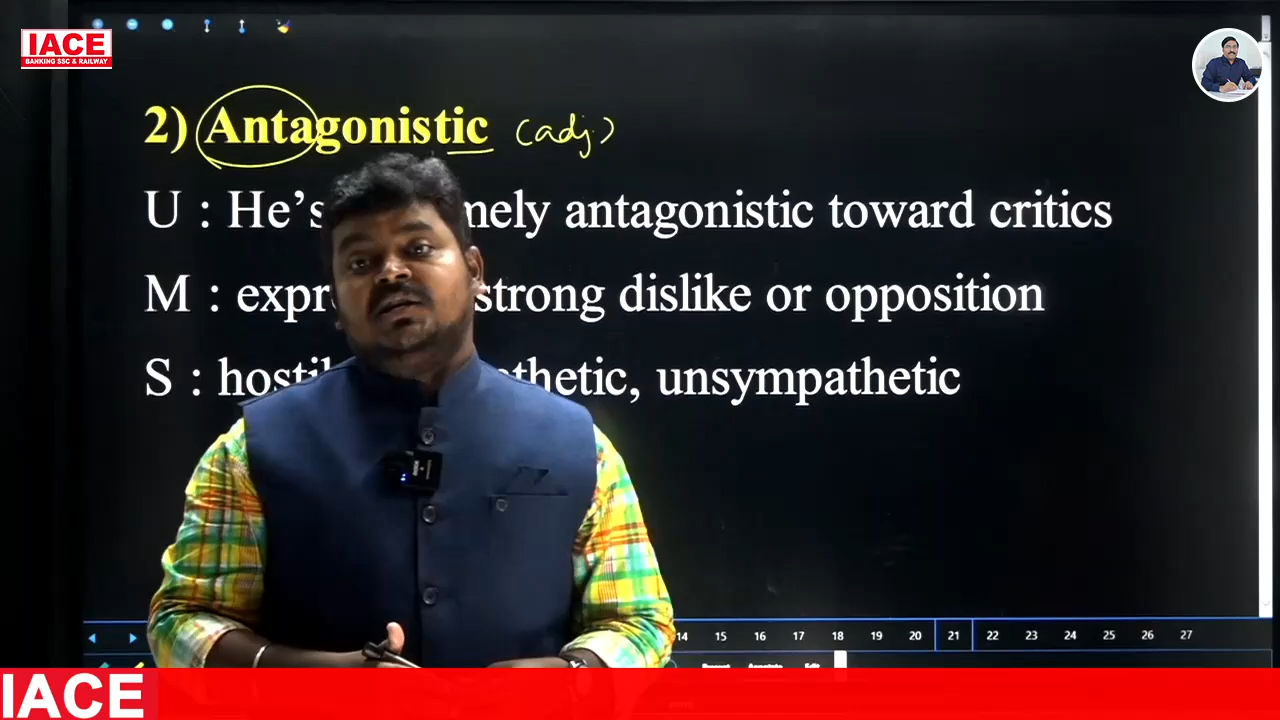 IACE
BANKING SSC & RAILWAY
2) Antagonistic (adj.)
U : He's mely antagonistic toward critics
M : expr strong dislike or opposition
S : hostil thetic, unsympathetic
14 15 16 17 18 19 20 21 22 23 24 25 26 27
IACE